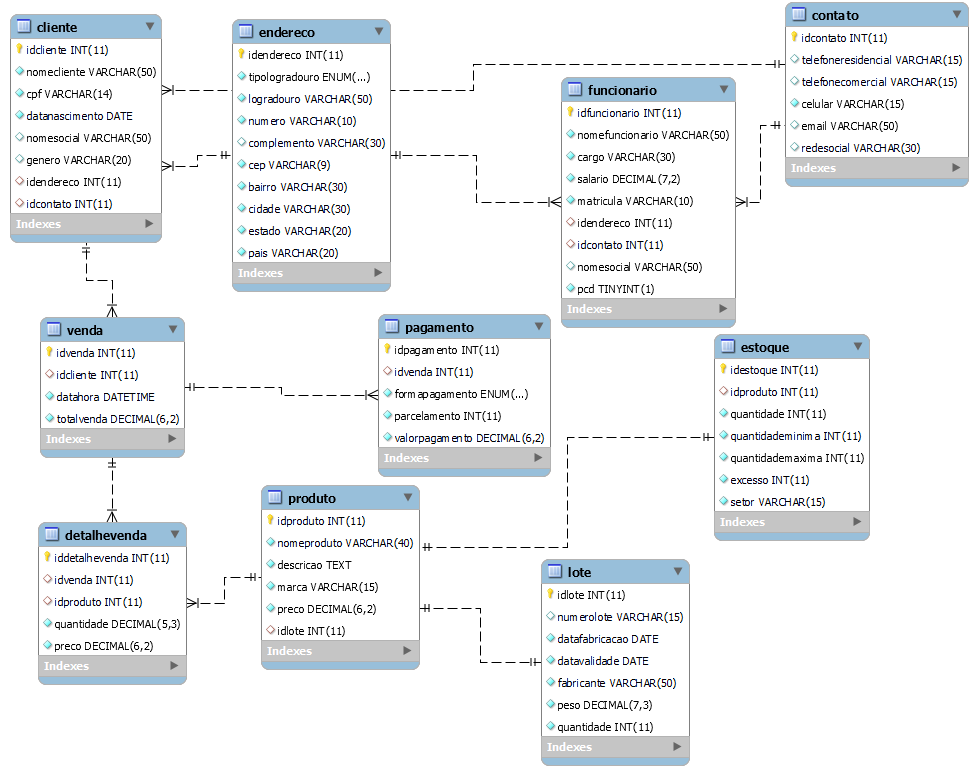 cliente
idcliente INT(11)
nomecliente VARCHAR(50)
cpf VARCHAR(14)
datanascimento DATE
nomesocial VARCHAR(50)
genero VARCHAR(20)
idendereco INT(11)
idcontato INT(11)
Indexes
endereco
idendereco INT(11)
tipologradouro ENUM(...)
logradouro VARCHAR(50)
numero VARCHAR(10)
complemento VARCHAR(30)
cep VARCHAR(9)
bairro VARCHAR(30)
cidade VARCHAR(30)
estado VARCHAR(20)
pais VARCHAR(20)
Indexes
funcionario
idfuncionario INT(11)
nomefuncionario VARCHAR(50)
cargo VARCHAR(30)
salario DECIMAL(7,2)
matricula VARCHAR(10)
idendereco INT(11)
idcontato INT(11)
nomesocial VARCHAR(50)
pcd TINYINT(1)
Indexes
contato
idcontato INT(11)
telefoneresidencial VARCHAR(15)
telefonecomercial VARCHAR(15)
celular VARCHAR(15)
email VARCHAR(50)
redesocial VARCHAR(30)
Indexes
venda
idvenda INT(11)
idcliente INT(11)
datahora DATETIME
totalvenda DECIMAL(6,2)
Indexes
pagamento
idpagamento INT(11)
idvenda INT(11)
formapagamento ENUM(...)
parcelamento INT(11)
valorpagamento DECIMAL(6,2)
Indexes
estoque
idestoque INT(11)
idproduto INT(11)
quantidade INT(11)
quantidademinima INT(11)
quantidademaxima INT(11)
excesso INT(11)
setor VARCHAR(15)
Indexes
detalhevenda
iddetalhevenda INT(11)
idvenda INT(11)
idproduto INT(11)
quantidade DECIMAL(5,3)
preco DECIMAL(6,2)
Indexes
produto
idproduto INT(11)
nomeproduto VARCHAR(40)
descricao TEXT
marca VARCHAR(15)
preco DECIMAL(6,2)
idlote INT(11)
Indexes
lote
idlote INT(11)
numerolote VARCHAR(15)
datafabricacao DATE
datavalidade DATE
fabricante VARCHAR(50)
peso DECIMAL(7,3)
quantidade INT(11)
Indexes